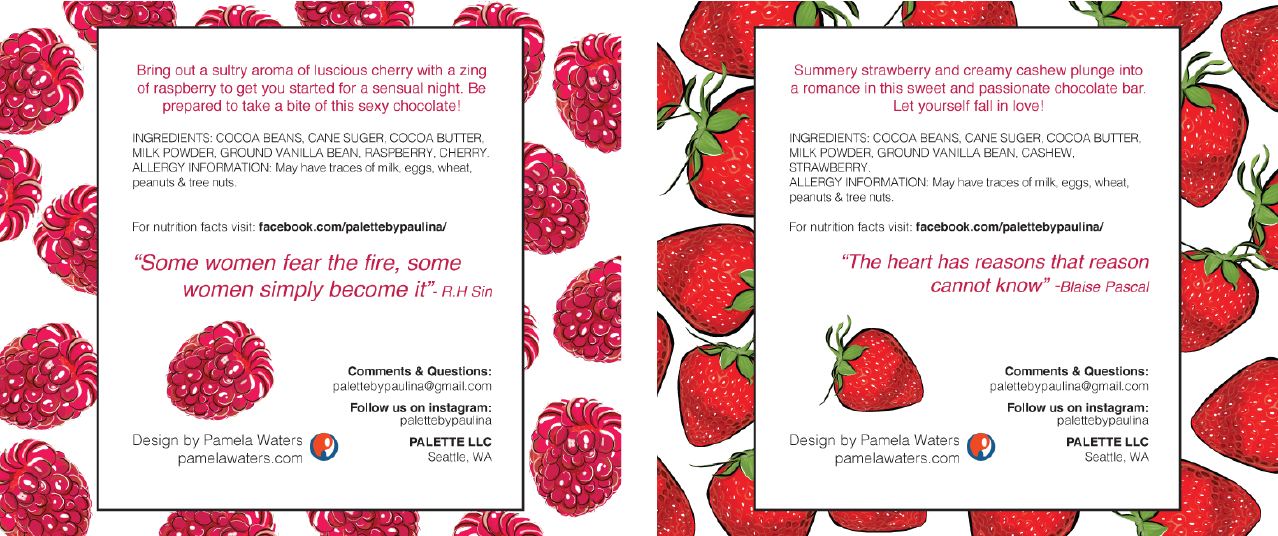 Bring out a sultry aroma of luscious cherry with a zing
of raspberry to get you started for a sensual night. Be
prepared to take a bite of this sexy chocolate!
INGREDIENTS: COCOA BEANS, CANE SUGER, COCOA BUTTER,
MILK POWDER, GROUND VANILLA BEAN, RASPBERRY, CHERRY.
ALLERGY INFORMATION: May have traces of milk, eggs, wheat,
peanuts & tree nuts.
For nutrition facts visit: facebook.com/palettebypaulina/
“Some women fear the fire, some
women simply become it”- R.H Sin
Comments & Questions:
palettebypaulina@gmail.com
Follow us on instagram:
palettebypaulina
Design by Pamela Waters
pamelawaters.com
PALETTE LLC
Seattle, WA
Summery strawberry and creamy cashew plunge into
a romance in this sweet and passionate chocolate bar.
Let yourself fall in love!
INGREDIENTS: COCOA BEANS, CANE SUGER, COCOA BUTTER,
MILK POWDER, GROUND VANILLA BEAN, CASHEW,
STRAWBERRY.
ALLERGY INFORMATION: May have traces of milk, eggs, wheat,
peanuts & tree nuts.
For nutrition facts visit: facebook.com/palettebypaulina/
“The heart has reasons that reason
cannot know” -Blaise Pascal
Comments & Questions:
palettebypaulina@gmail.com
Follow us on instagram:
palettebypaulina
Design by Pamela Waters
pamelawaters.com
PALETTE LLC
Seattle, WA